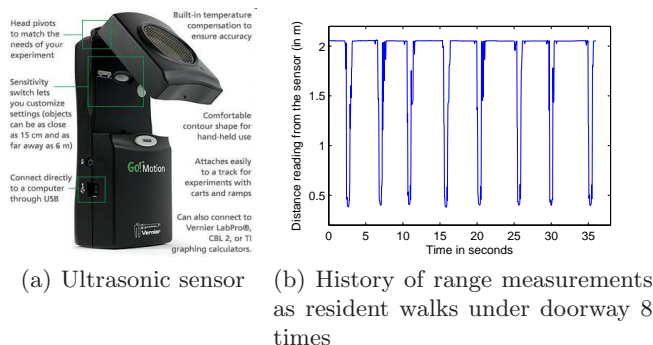 Head pivots
to match the
needs of your
experiment
Sensitivity
switch lets
you customize
settings (objects
can be as close
as 15 cm and as
far away as 6 m)
Connect directly
to a computer
through USB
Built-in temperature
compensation to
ensure accuracy
Comfortable
contour shape for
hand-held use
Attaches easily
to a track for
experiments with
carts and ramps
Can also connect to
Vernier LabPro®,
CBL 2, or TI
graphing calculators.
Go! Motion
Vernier
(a) Ultrasonic sensor
Distance reading from the sensor (in m)
2
1.5
1
0.5
0 5 10 15 20 25 30 35
Time in seconds
(b) History of range measurements
as resident walks under doorway 8
times